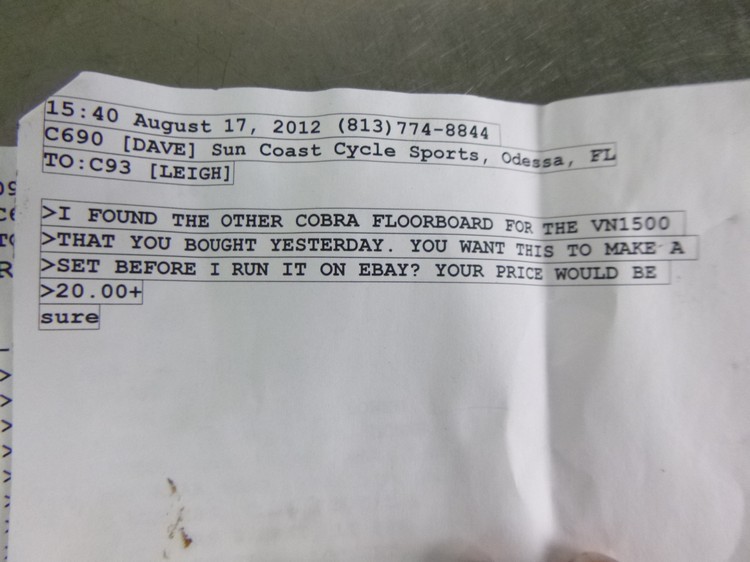 15:40 August 17, 2012 (813)774-8844
C690 [DAVE] Sun Coast Cycle Sports, Odessa, FL
TO:C93 [LEIGH]
>I FOUND THE OTHER COBRA FLOORBOARD FOR THE VN1500
>THAT YOU BOUGHT YESTERDAY. YOU WANT THIS TO MAKE A
>SET BEFORE I RUN IT ON EBAY? YOUR PRICE WOULD BE
>20.00+
sure